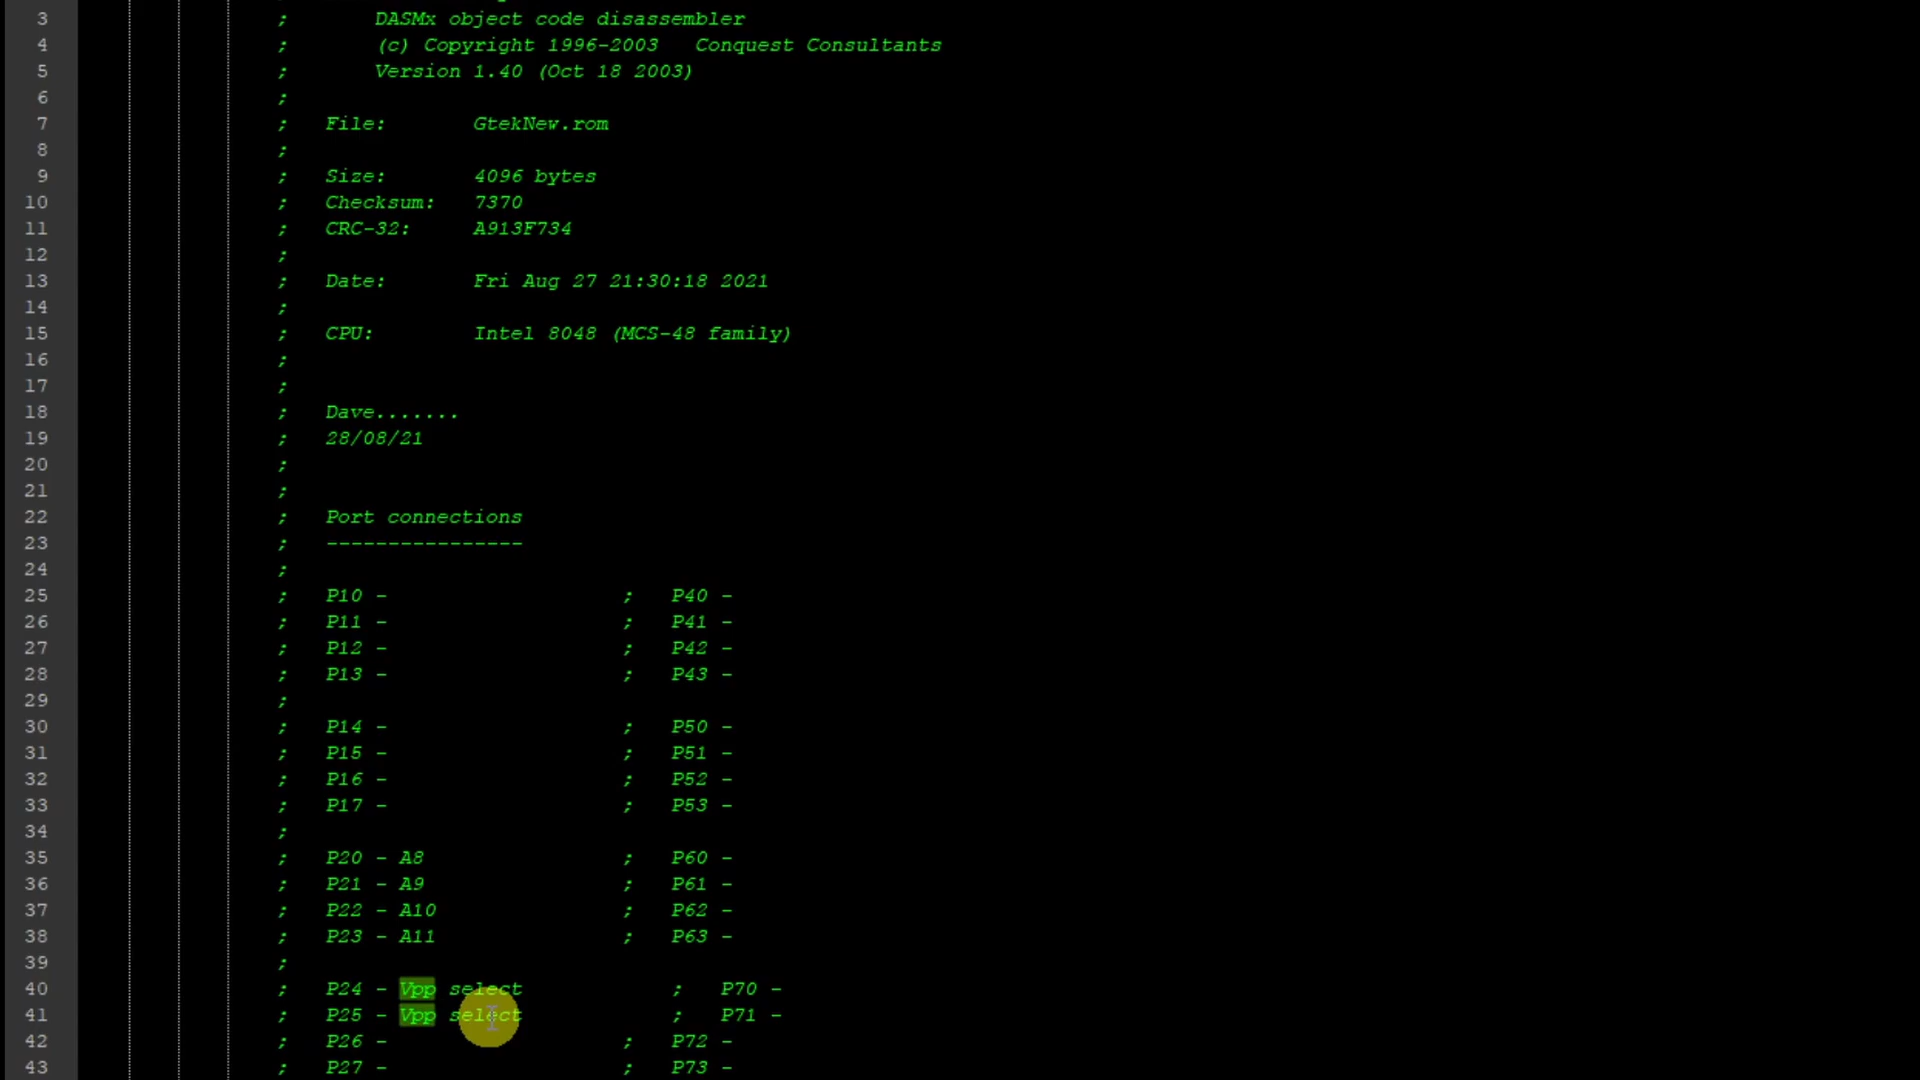 3 ; DASMx object code disassembler
4 ; (c) Copyright 1996-2003 Conquest Consultants
5 ; Version 1.40 (Oct 18 2003)
6 ;
7 ; File: GtekNew.rom
8 ;
9 ; Size: 4096 bytes
10 ; Checksum: 7370
11 ; CRC-32: A913F734
12 ;
13 ; Date: Fri Aug 27 21:30:18 2021
14 ;
15 ; CPU: Intel 8048 (MCS-48 family)
16 ;
17 ;
18 ; Dave.......
19 ; 28/08/21
20 ;
21 ;
22 ; Port connections
23 ; ----------------
24 ;
25 ; P10 - ; P40 -
26 ; P11 - ; P41 -
27 ; P12 - ; P42 -
28 ; P13 - ; P43 -
29 ;
30 ; P14 - ; P50 -
31 ; P15 - ; P51 -
32 ; P16 - ; P52 -
33 ; P17 - ; P53 -
34 ;
35 ; P20 - A8 ; P60 -
36 ; P21 - A9 ; P61 -
37 ; P22 - A10 ; P62 -
38 ; P23 - A11 ; P63 -
39 ;
40 ; P24 - Vpp select ; P70 -
41 ; P25 - Vpp select ; P71 -
42 ; P26 - ; P72 -
43 ; P27 - ; P73 -